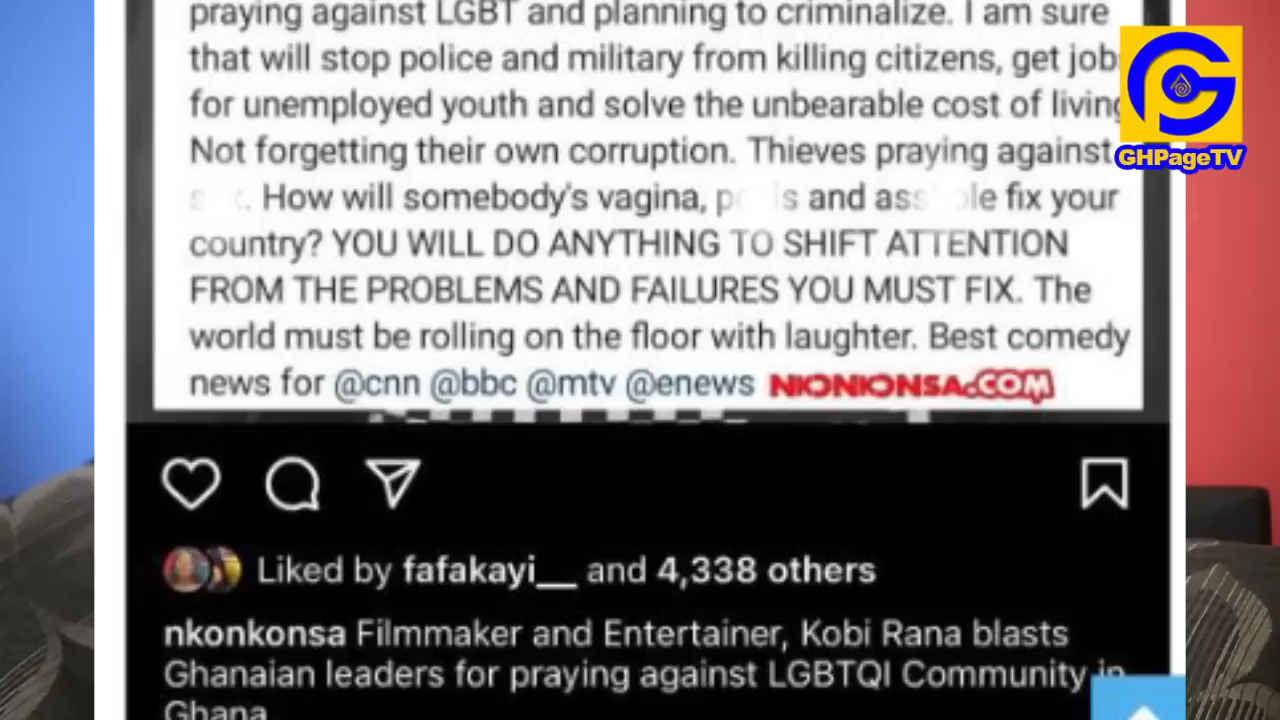 praying against LGBT and planning to criminalize. I am sure
that will stop police and military from killing citizens, get job
for unemployed youth and solve the unbearable cost of living
Not forgetting their own corruption. Thieves praying against
How will somebody's vagina, and fix your
country? YOU WILL DO ANYTHING TO SHIFT ATTENTION
FROM THE PROBLEMS AND FAILURES YOU MUST FIX. The
world must be rolling on the floor with laughter. Best comedy
news for @cnn @bbc @mtv @enews NIONIONSA.COM
GHPageTV
Liked by fafakayi__ and 4,338 others
nkonkonsa Filmmaker and Entertainer, Kobi Rana blasts
Ghanaian leaders for praying against LGBTQI Community in
Ghana